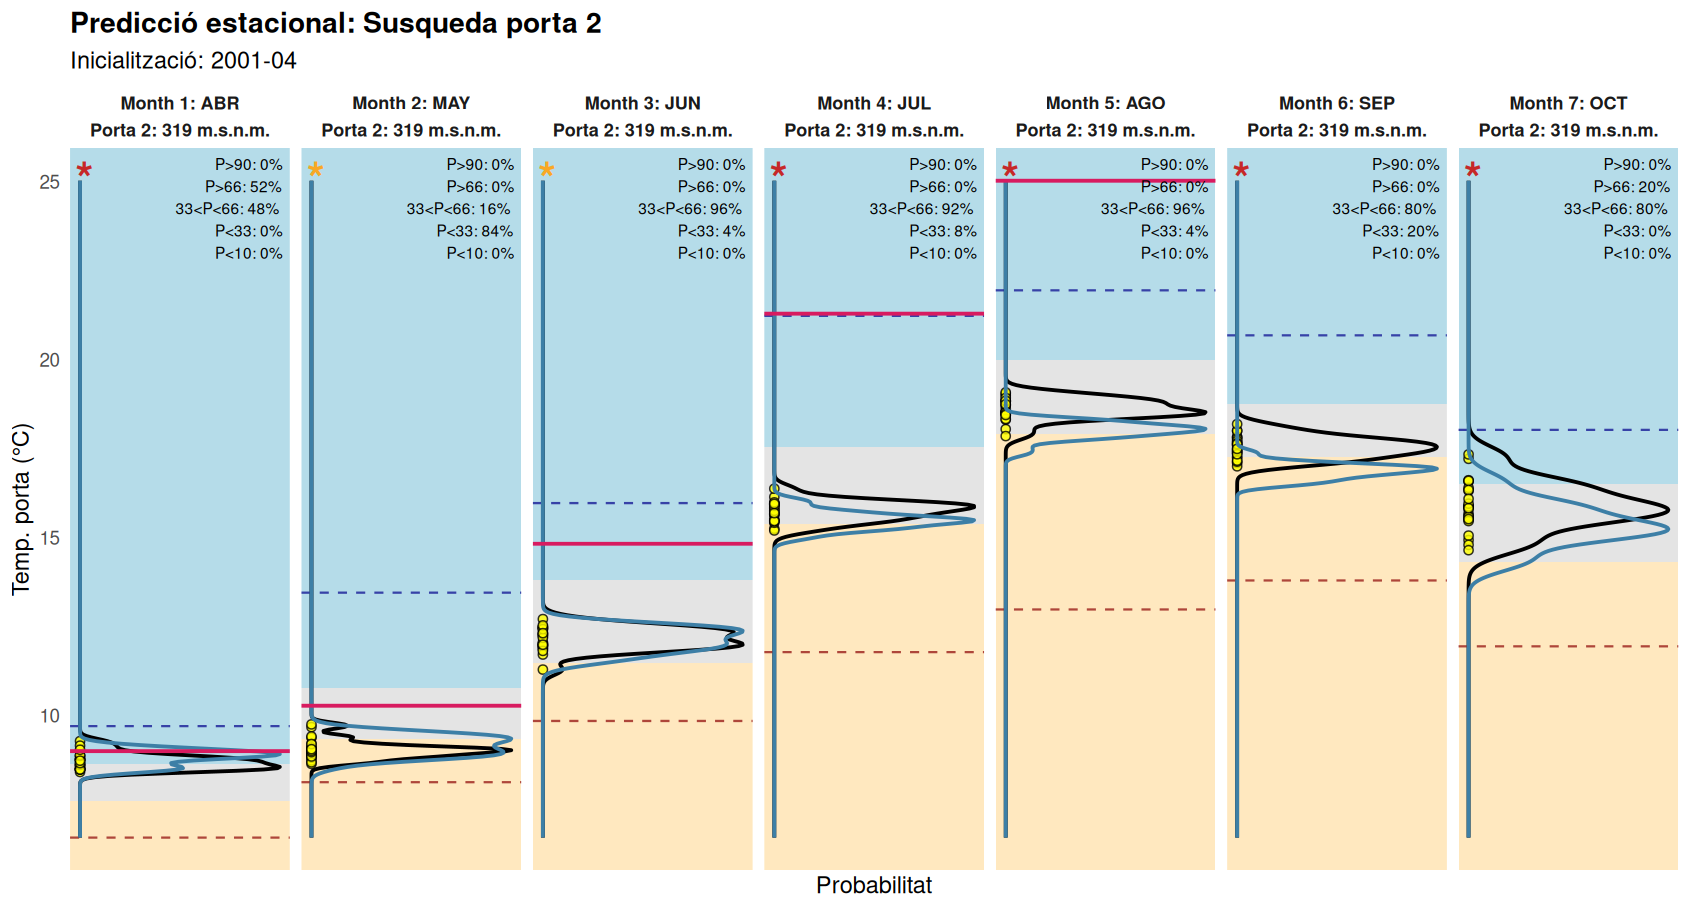 Predicció estacional: Susqueda porta 2
Inicialització: 2001-04
Month 1: ABR
Porta 2: 319 m.s.n.m.
Month 2: MAY
Porta 2: 319 m.s.n.m.
Month 3: JUN
Porta 2: 319 m.s.n.m.
Month 4: JUL
Porta 2: 319 m.s.n.m.
Month 5: AGO
Porta 2: 319 m.s.n.m.
Month 6: SEP
Porta 2: 319 m.s.n.m.
Month 7: OCT
Porta 2: 319 m.s.n.m.
*
P>90: 0%
P>66: 52%
33<P<66: 48%
P<33: 0%
P<10: 0%
*
P>90: 0%
P>66: 0%
33<P<66: 16%
P<33: 84%
P<10: 0%
*
P>90: 0%
P>66: 0%
33<P<66: 96%
P<33: 4%
P<10: 0%
*
P>90: 0%
P>66: 0%
33<P<66: 92%
P<33: 8%
P<10: 0%
*
P>90: 0%
P>66: 0%
33<P<66: 96%
P<33: 4%
P<10: 0%
*
P>90: 0%
P>66: 0%
33<P<66: 80%
P<33: 20%
P<10: 0%
*
P>90: 0%
P>66: 20%
33<P<66: 80%
P<33: 0%
P<10: 0%
25
20
15
10
Temp. porta (°C)
Probabilitat